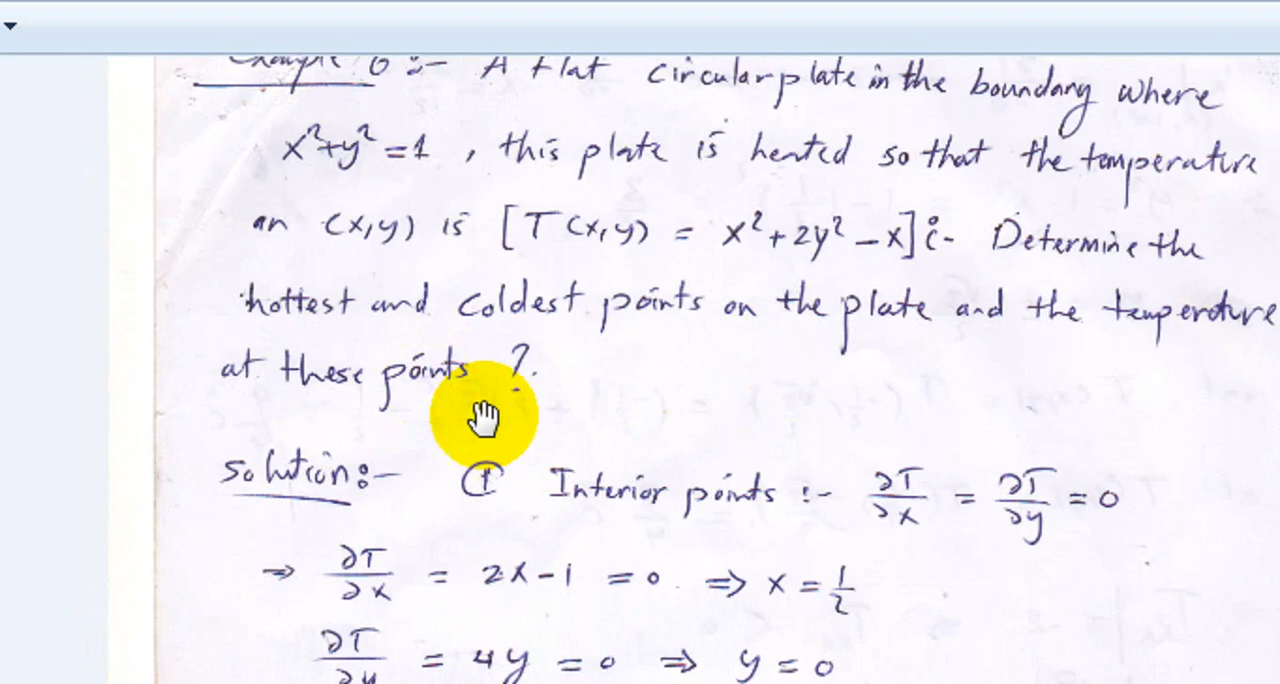 Example 6 :- A flat circular plate in the boundary where
x²+y²=1 , this plate is heated so that the temperature
an (x,y) is [T(x,y) = x²+2y²-x] :- Determine the
hottest and coldest points on the plate and the temperature
at these points ?.
Solution:- ① Interior points :- ∂T/∂x = ∂T/∂y = 0
⇒ ∂T/∂x = 2x-1 = 0 ⇒ x = 1/2
∂T/∂y = 4y = 0 ⇒ y = 0